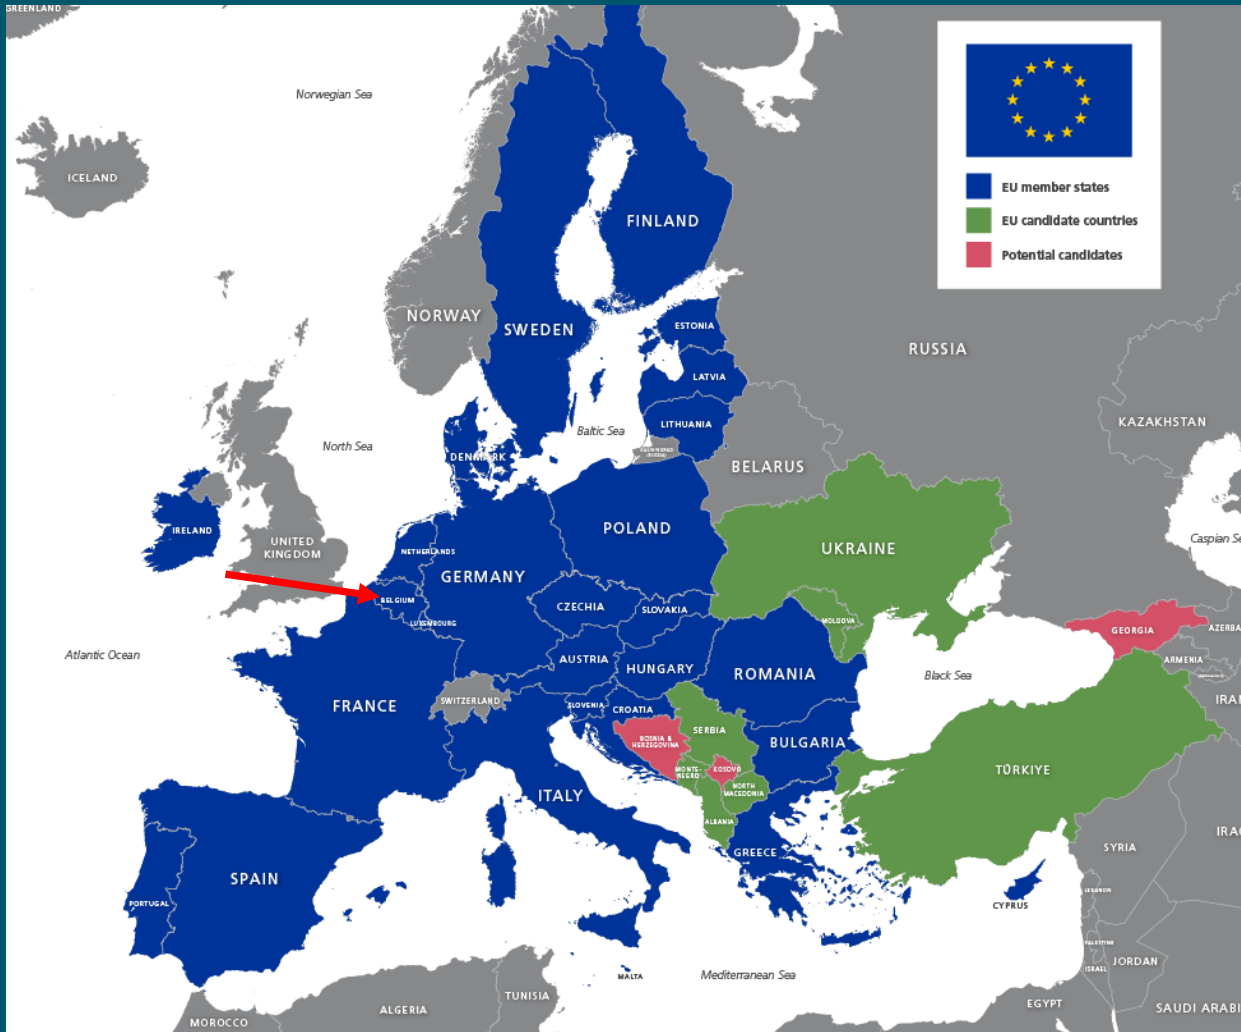 GREENLAND
Norwegian Sea
ICELAND
FINLAND
NORWAY
SWEDEN
ESTONIA
RUSSIA
LATVIA
KAZAKHSTAN
LITHUANIA
Baltic Sea
North Sea
DENMARK
BELARUS
IRELAND
POLAND
UNITED
KINGDOM
Caspian Se
NETHERLANDS
UKRAINE
GERMANY
BELGIUM
CZECHIA
SLOVAKIA
LUXEMBOURG
MOLDOVA
GEORGIA
AZERBA
Atlantic Ocean
AUSTRIA
HUNGARY
ARMENIA
ROMANIA
Black Sea
FRANCE
SWITZERLAND
SLOVENIA
CROATIA
IRAN
SERBIA
BOSNIA &
HERZEGOVINA
BULGARIA
MONTE-
NEGRO
KOSOVO
TÜRKIYE
NORTH
MACEDONIA
ITALY
ALBANIA
IRAQ
SYRIA
GREECE
SPAIN
LEBANON
PORTUGAL
CYPRUS
PALESTINE
JORDAN
ISRAEL
MALTA
Mediterranean Sea
TUNISIA
ALGERIA
EGYPT
SAUDI ARABI
MOROCCO
EU member states
EU candidate countries
Potential candidates